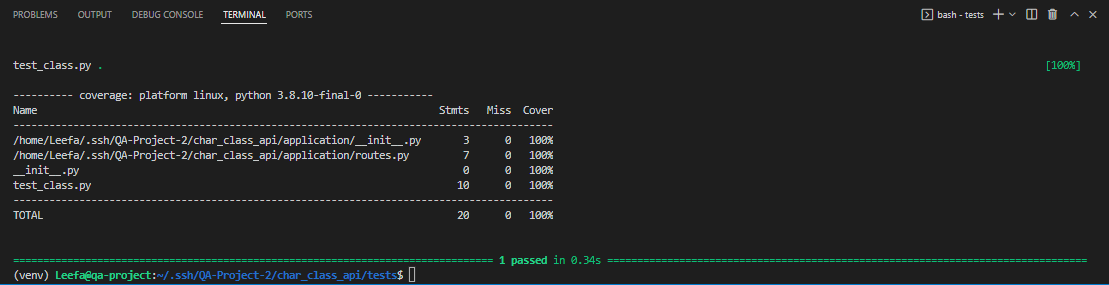 PROBLEMS OUTPUT DEBUG CONSOLE TERMINAL PORTS bash - tests
test_class.py . [100%]
---------- coverage: platform linux, python 3.8.10-final-0 -----------
Name Stmts Miss Cover
------------------------------------------------------------------------------------------
/home/Leefa/.ssh/QA-Project-2/char_class_api/application/__init__.py 3 0 100%
/home/Leefa/.ssh/QA-Project-2/char_class_api/application/routes.py 7 0 100%
__init__.py 0 0 100%
test_class.py 10 0 100%
------------------------------------------------------------------------------------------
TOTAL 20 0 100%
================================================================================ 1 passed in 0.34s ================================================================================
(venv) Leefa@qa-project:~/.ssh/QA-Project-2/char_class_api/tests$